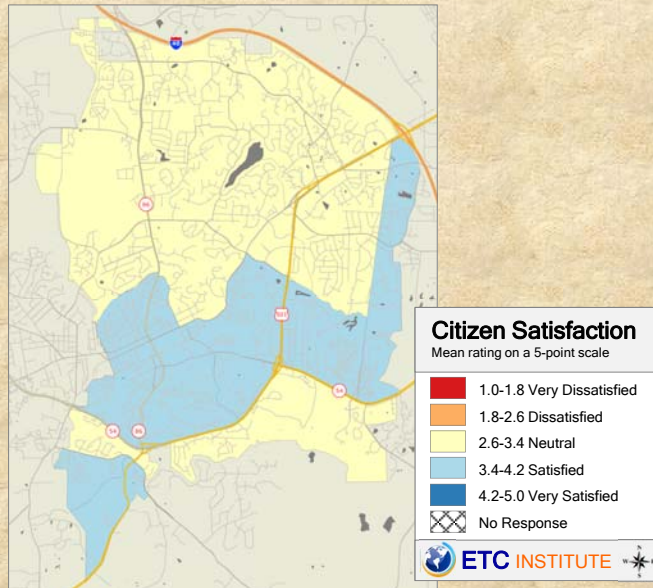 40
86
501
54
54
86
Citizen Satisfaction
Mean rating on a 5-point scale
1.0-1.8 Very Dissatisfied
1.8-2.6 Dissatisfied
2.6-3.4 Neutral
3.4-4.2 Satisfied
4.2-5.0 Very Satisfied
No Response
ETC INSTITUTE
N
W
E
S